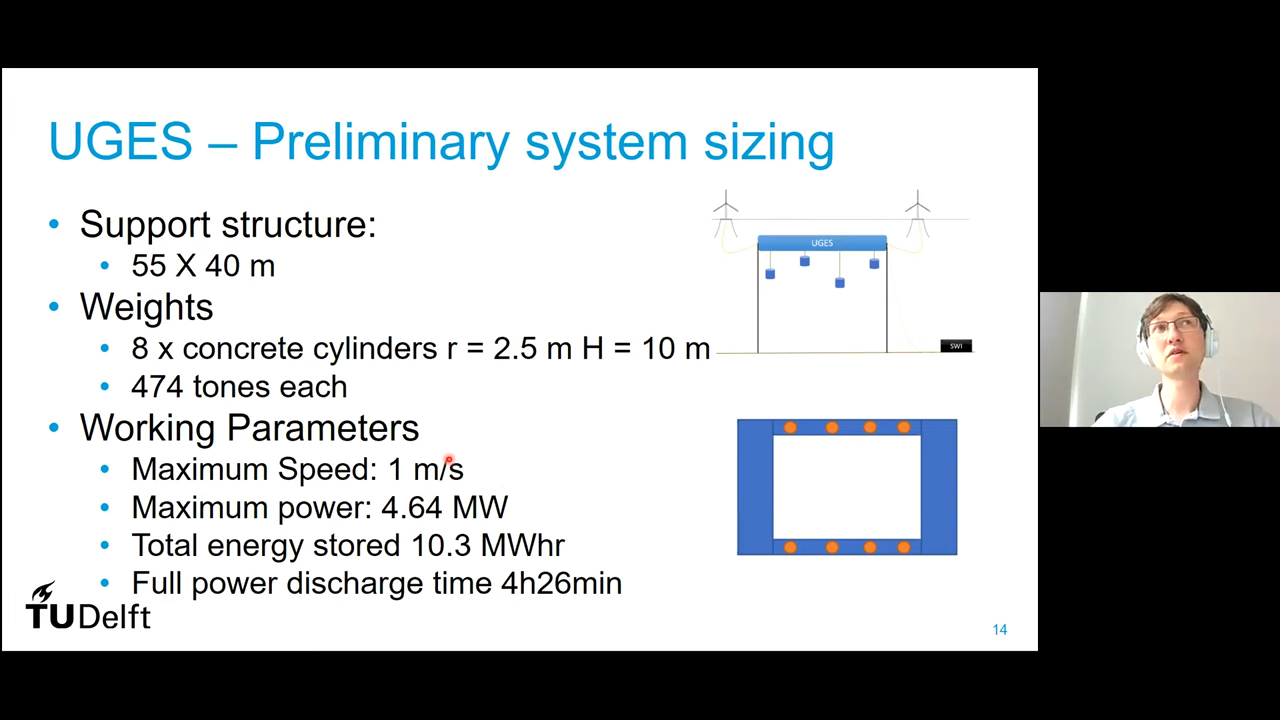 UGES – Preliminary system sizing
• Support structure:
• 55 X 40 m
• Weights
• 8 x concrete cylinders r = 2.5 m H = 10 m
• 474 tones each
• Working Parameters
• Maximum Speed: 1 m/s
• Maximum power: 4.64 MW
• Total energy stored 10.3 MWhr
• Full power discharge time 4h26min
UGES
SWI
TUDelft
14